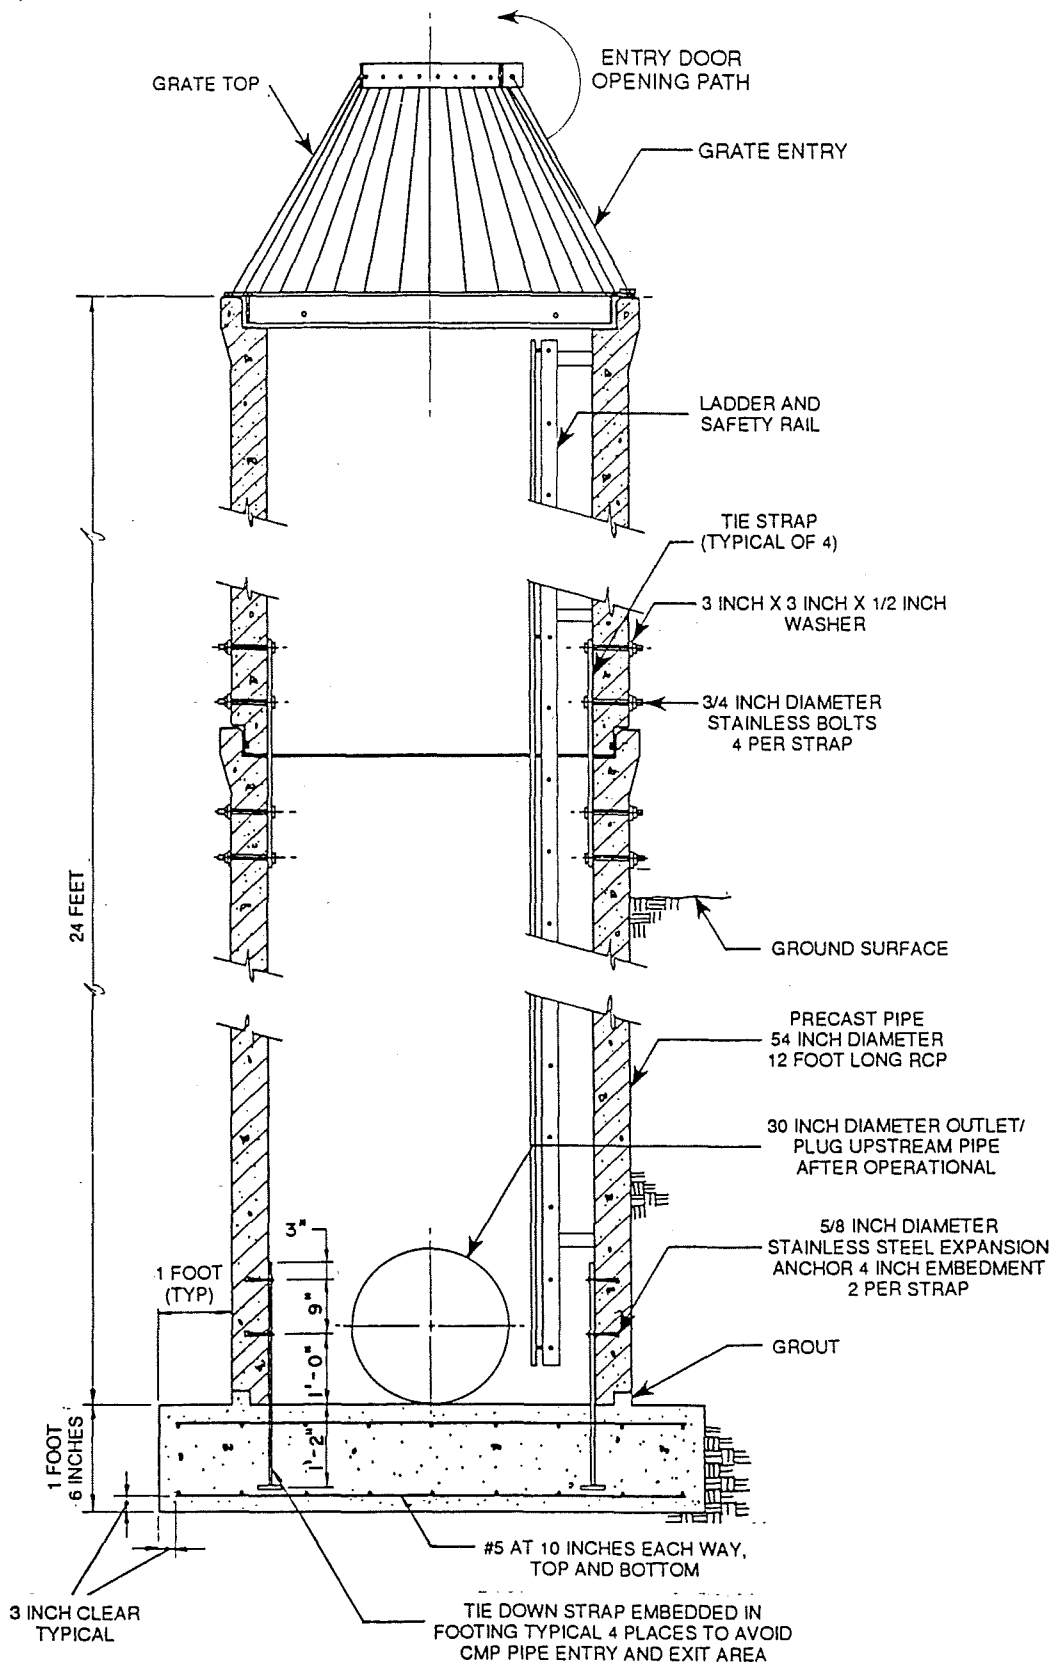 ENTRY DOOR
OPENING PATH
GRATE TOP
GRATE ENTRY
LADDER AND
SAFETY RAIL
TIE STRAP
(TYPICAL OF 4)
3 INCH X 3 INCH X 1/2 INCH
WASHER
3/4 INCH DIAMETER
STAINLESS BOLTS
4 PER STRAP
24 FEET
GROUND SURFACE
PRECAST PIPE
54 INCH DIAMETER
12 FOOT LONG RCP
30 INCH DIAMETER OUTLET/
PLUG UPSTREAM PIPE
AFTER OPERATIONAL
3"
5/8 INCH DIAMETER
STAINLESS STEEL EXPANSION
ANCHOR 4 INCH EMBEDMENT
2 PER STRAP
1 FOOT
(TYP)
9"
1'-0"
GROUT
1'-2"
1 FOOT
6 INCHES
#5 AT 10 INCHES EACH WAY,
TOP AND BOTTOM
3 INCH CLEAR
TYPICAL
TIE DOWN STRAP EMBEDDED IN
FOOTING TYPICAL 4 PLACES TO AVOID
CMP PIPE ENTRY AND EXIT AREA